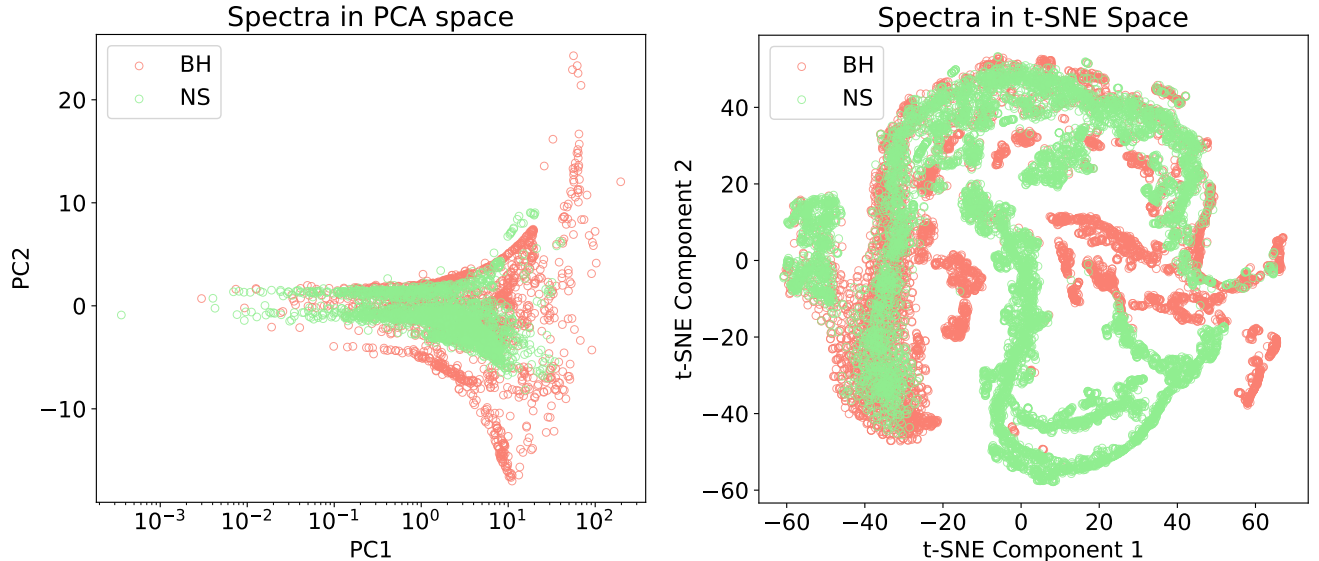 Spectra in PCA space
BH
NS
20
10
0
−10
PC2
10⁻³
10⁻²
10⁻¹
10⁰
10¹
10²
PC1
Spectra in t-SNE Space
BH
NS
40
20
0
−20
−40
−60
t-SNE Component 2
−60
−40
−20
0
20
40
60
t-SNE Component 1